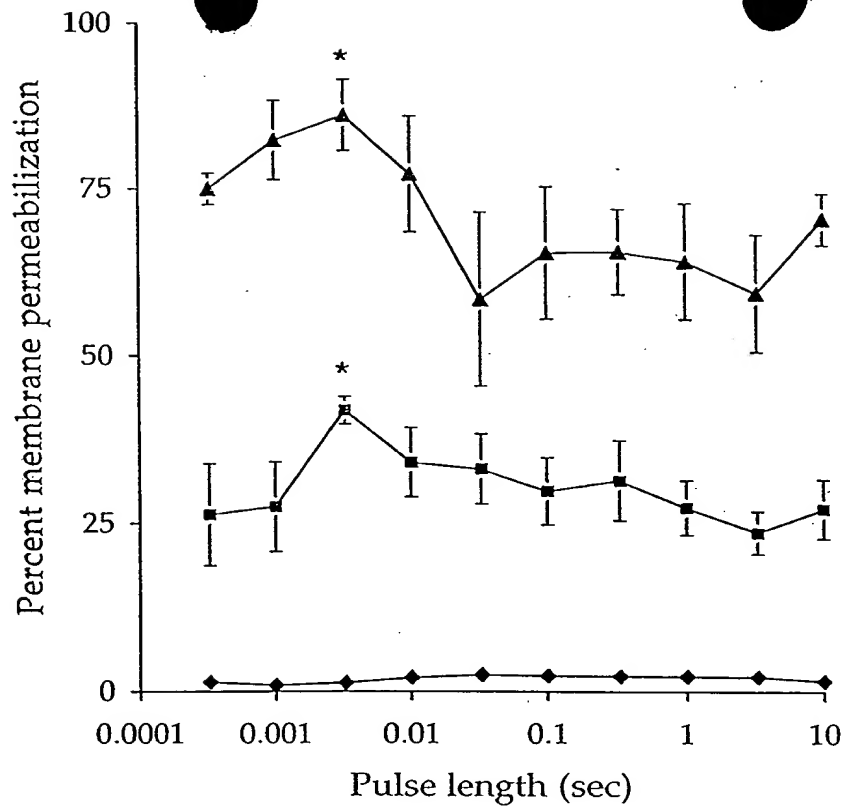 100
*
75
50
*
25
0
Percent membrane permeabilization
0.0001 0.001 0.01 0.1 1 10
Pulse length (sec)